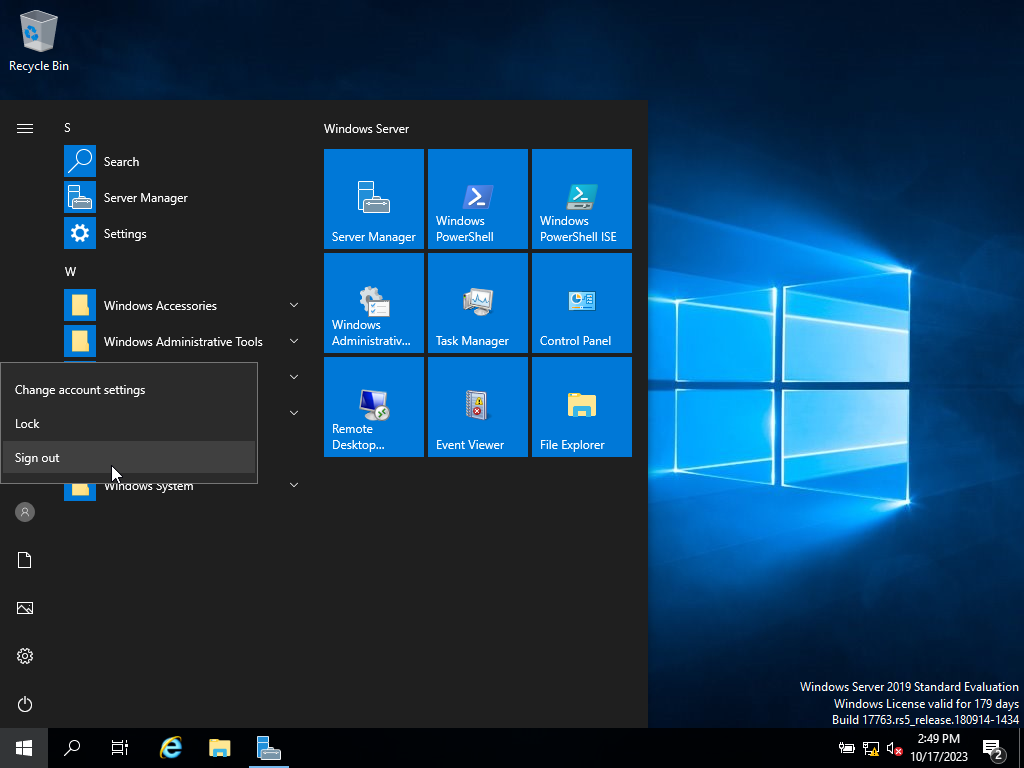 Recycle Bin
S
Search
Server Manager
Settings
W
Windows Accessories
Windows Administrative Tools
Change account settings
Lock
Sign out
Windows System
Windows Server
Server Manager
Windows
PowerShell
Windows
PowerShell ISE
Windows
Administrativ...
Task Manager
Control Panel
Remote
Desktop...
Event Viewer
File Explorer
Windows Server 2019 Standard Evaluation
Windows License valid for 179 days
Build 17763.rs5_release.180914-1434
2:49 PM
10/17/2023
2